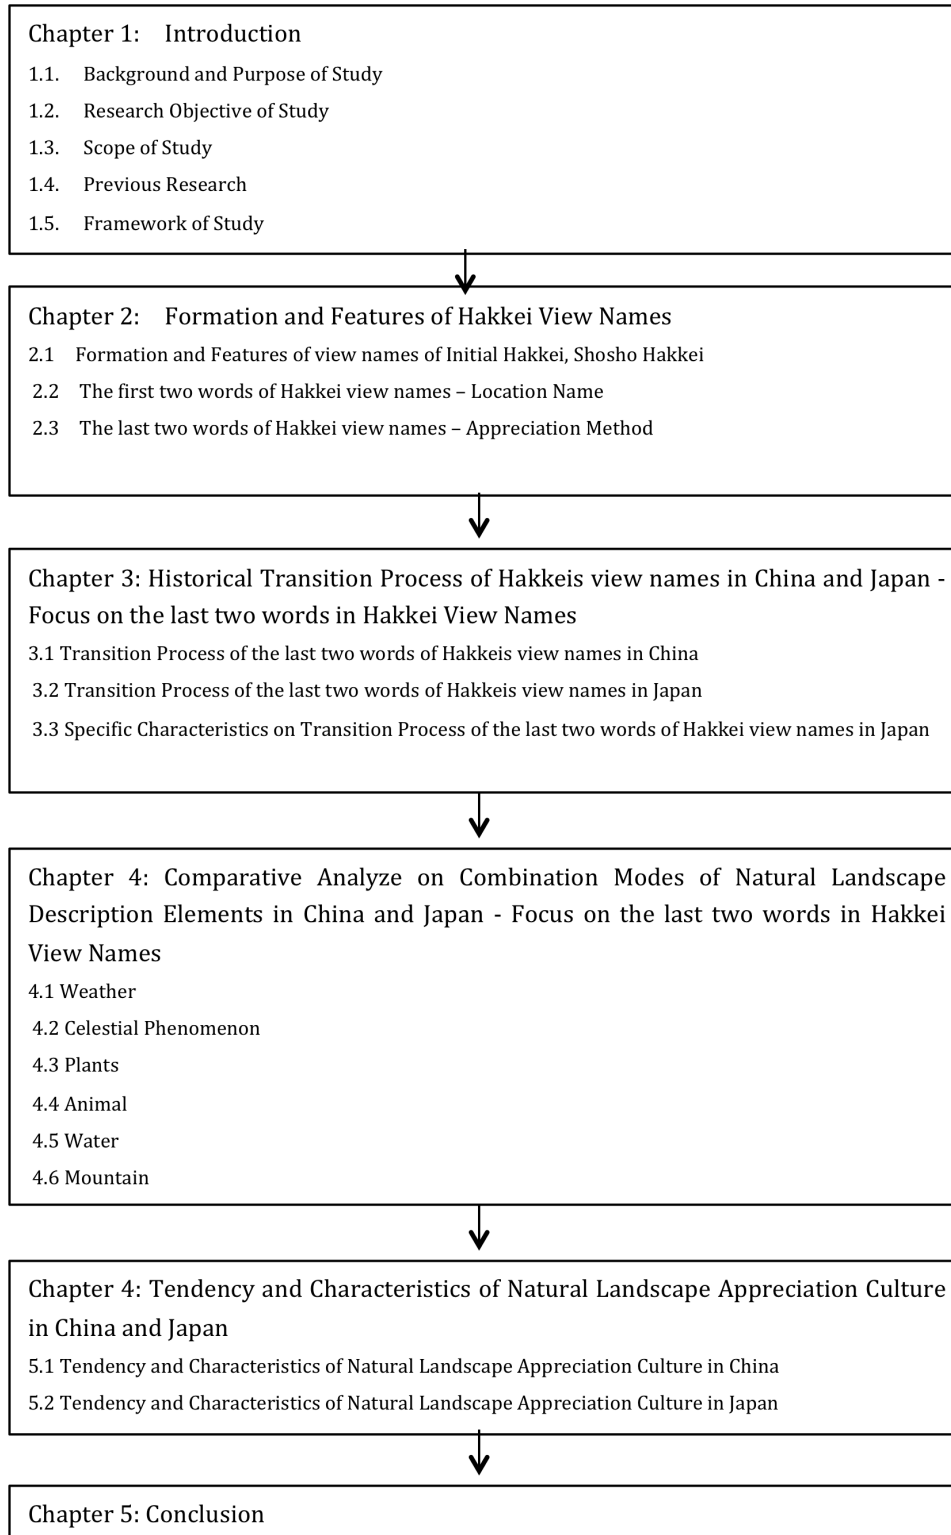 Chapter 1: Introduction
1.1. Background and Purpose of Study
1.2. Research Objective of Study
1.3. Scope of Study
1.4. Previous Research
1.5. Framework of Study
Chapter 2: Formation and Features of Hakkei View Names
2.1 Formation and Features of view names of Initial Hakkei, Shosho Hakkei
2.2 The first two words of Hakkei view names – Location Name
2.3 The last two words of Hakkei view names – Appreciation Method
Chapter 3: Historical Transition Process of Hakkeis view names in China and Japan -
Focus on the last two words in Hakkei View Names
3.1 Transition Process of the last two words of Hakkeis view names in China
3.2 Transition Process of the last two words of Hakkeis view names in Japan
3.3 Specific Characteristics on Transition Process of the last two words of Hakkei view names in Japan
Chapter 4: Comparative Analyze on Combination Modes of Natural Landscape
Description Elements in China and Japan - Focus on the last two words in Hakkei
View Names
4.1 Weather
4.2 Celestial Phenomenon
4.3 Plants
4.4 Animal
4.5 Water
4.6 Mountain
Chapter 4: Tendency and Characteristics of Natural Landscape Appreciation Culture
in China and Japan
5.1 Tendency and Characteristics of Natural Landscape Appreciation Culture in China
5.2 Tendency and Characteristics of Natural Landscape Appreciation Culture in Japan
Chapter 5: Conclusion